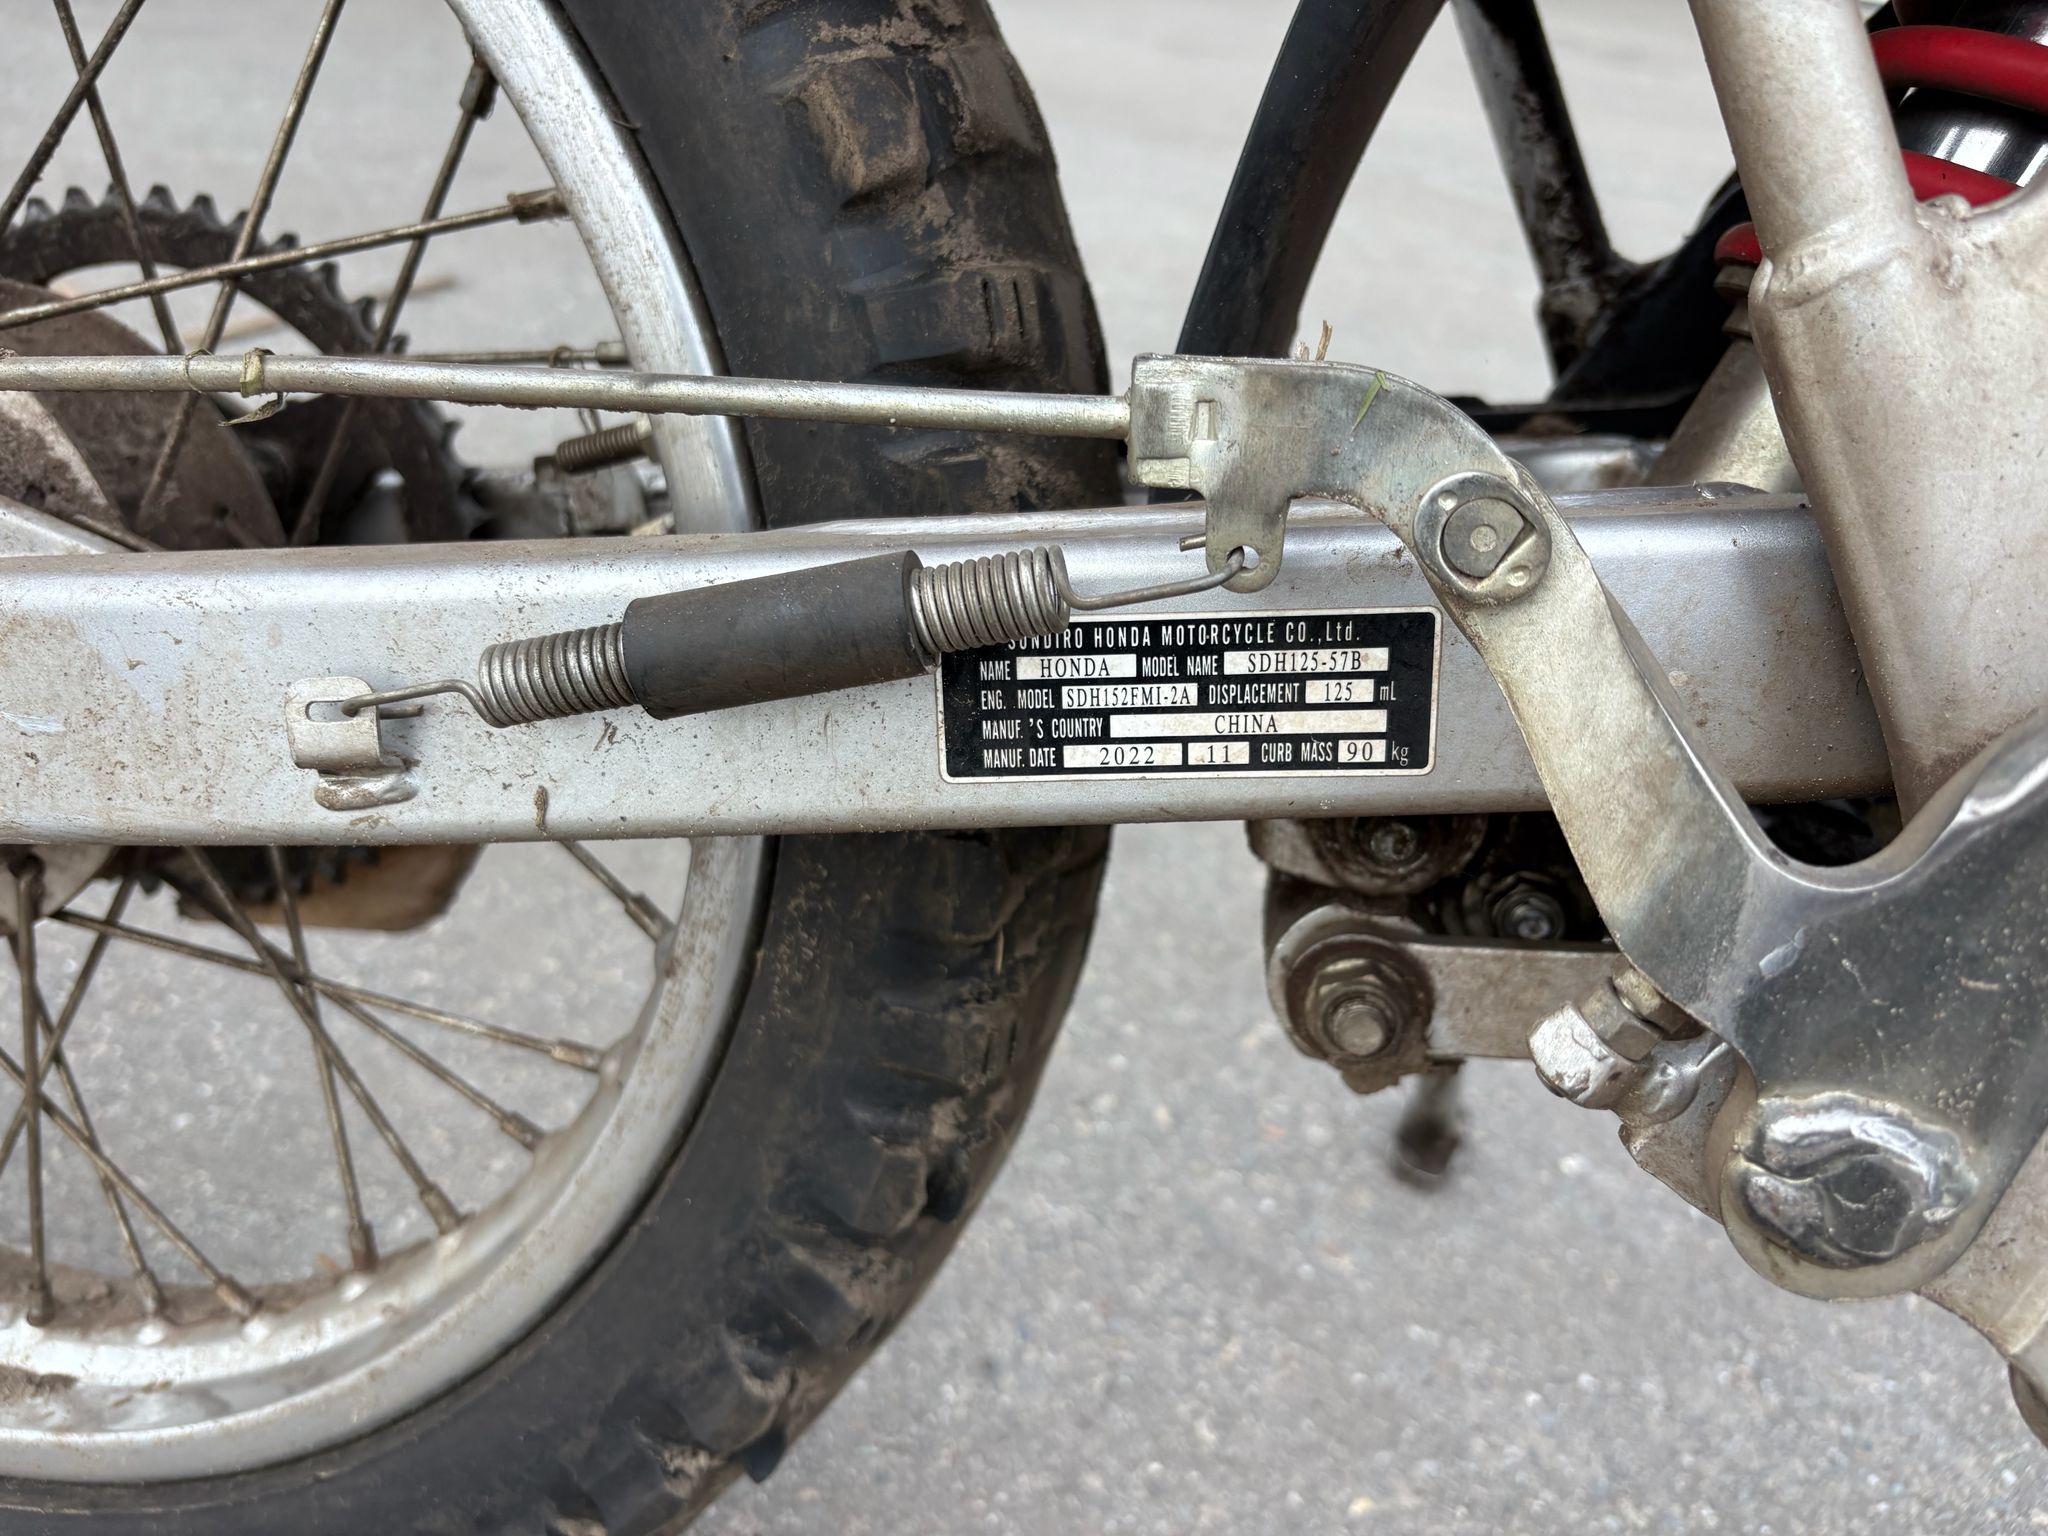 SUNDIRO HONDA MOTORCYCLE CO.,Ltd.
NAME HONDA MODEL NAME SDH125-57B
ENG. MODEL SDH152FMI-2A DISPLACEMENT 125 mL
MANUF.'S COUNTRY CHINA
MANUF. DATE 2022 11 CURB MASS 90 kg